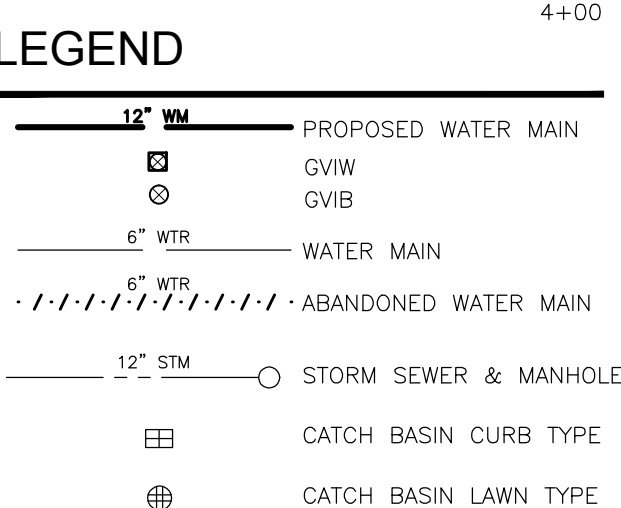 4+00
LEGEND
12" WM PROPOSED WATER MAIN
GVIW
GVIB
6" WTR WATER MAIN
6" WTR ABANDONED WATER MAIN
12" STM STORM SEWER & MANHOLE
CATCH BASIN CURB TYPE
CATCH BASIN LAWN TYPE